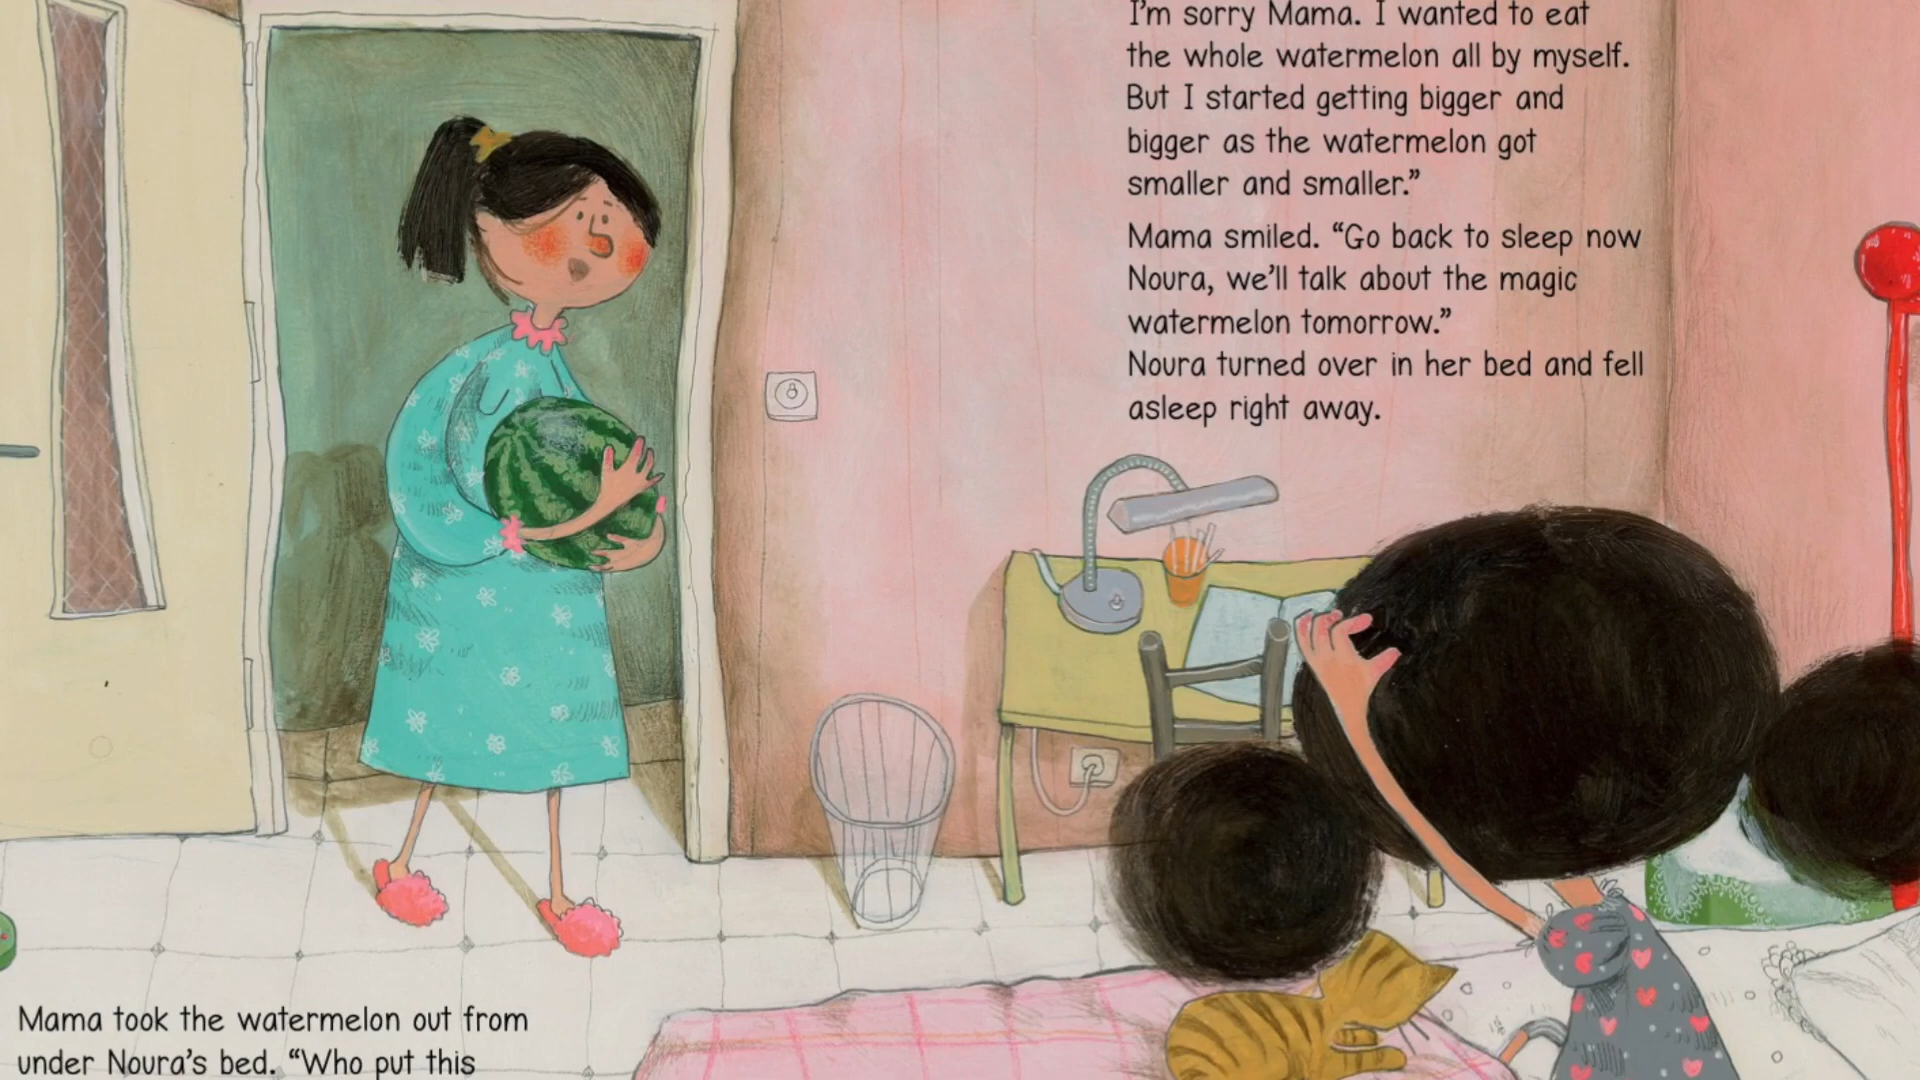 I'm sorry Mama. I wanted to eat
the whole watermelon all by myself.
But I started getting bigger and
bigger as the watermelon got
smaller and smaller.”
Mama smiled. “Go back to sleep now
Noura, we'll talk about the magic
watermelon tomorrow.”
Noura turned over in her bed and fell
asleep right away.
Mama took the watermelon out from
under Noura's bed. “Who put this